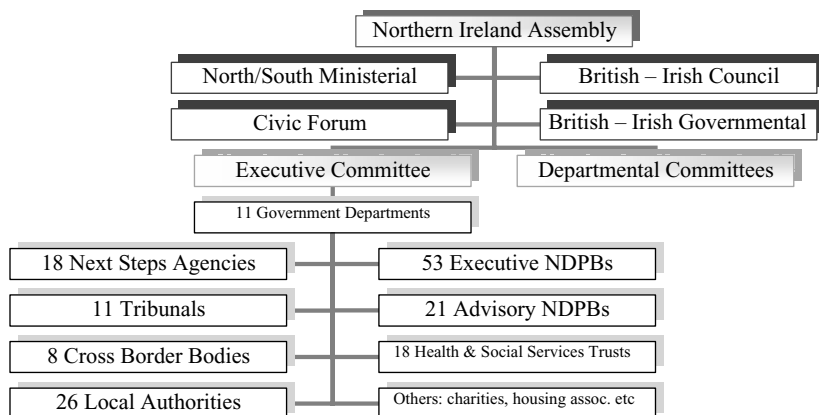 Northern Ireland Assembly
North/South Ministerial
British – Irish Council
Civic Forum
British – Irish Governmental
Executive Committee
Departmental Committees
11 Government Departments
18 Next Steps Agencies
53 Executive NDPBs
11 Tribunals
21 Advisory NDPBs
8 Cross Border Bodies
18 Health & Social Services Trusts
26 Local Authorities
Others: charities, housing assoc. etc